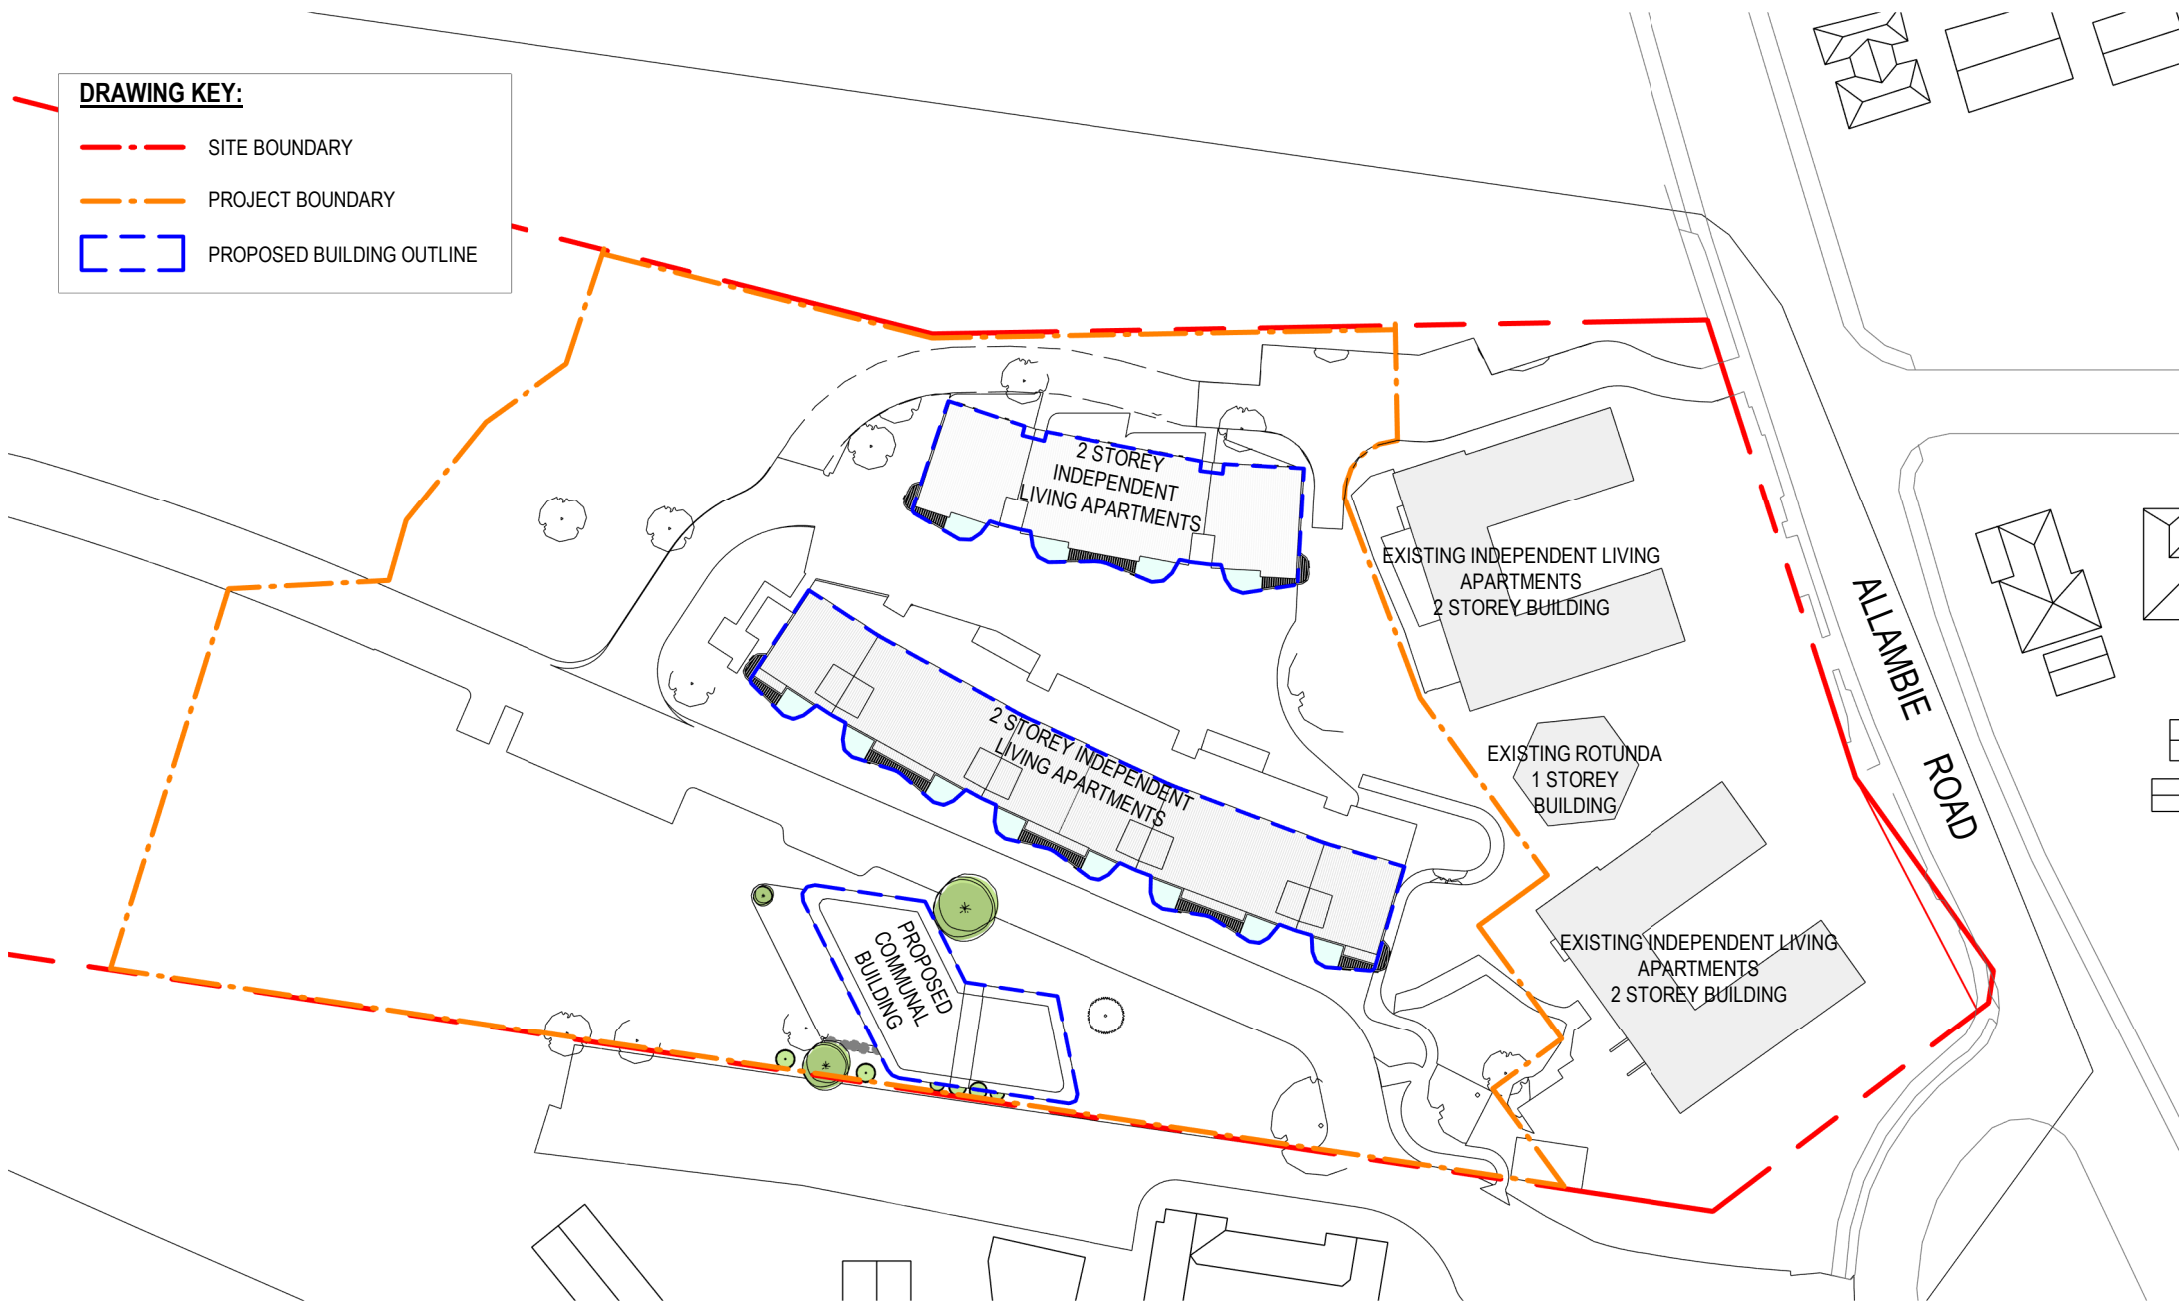 DRAWING KEY:
SITE BOUNDARY
PROJECT BOUNDARY
PROPOSED BUILDING OUTLINE
2 STOREY
INDEPENDENT
LIVING APARTMENTS
EXISTING INDEPENDENT LIVING
APARTMENTS
2 STOREY BUILDING
2 STOREY INDEPENDENT
LIVING APARTMENTS
EXISTING ROTUNDA
1 STOREY
BUILDING
ALLAMBIE ROAD
PROPOSED
COMMUNAL
BUILDING
EXISTING INDEPENDENT LIVING
APARTMENTS
2 STOREY BUILDING